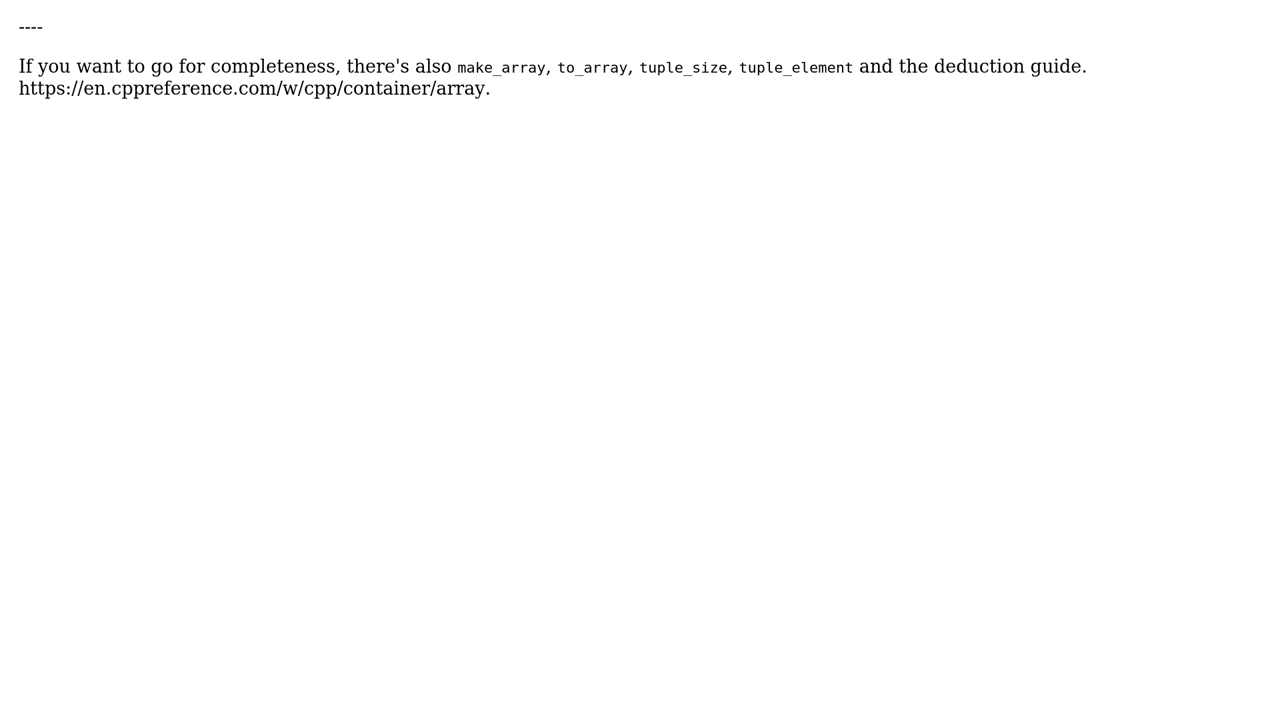 ----
If you want to go for completeness, there's also make_array, to_array, tuple_size, tuple_element and the deduction guide.
https://en.cppreference.com/w/cpp/container/array.